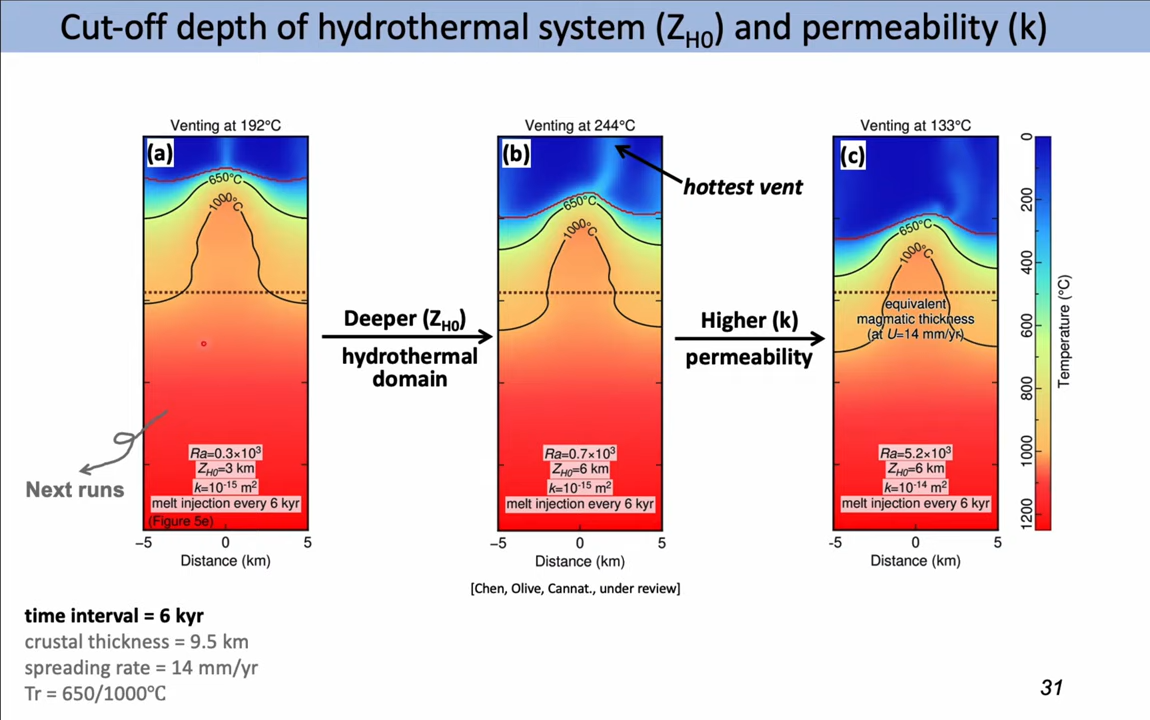 Cut-off depth of hydrothermal system (Z_H0) and permeability (k)
Venting at 192°C
(a)
650°C
1000°C
Ra=0.3×10³
Z_H0=3 km
k=10⁻¹⁵ m²
melt injection every 6 kyr
(Figure 5e)
−5 0 5
Distance (km)
Next runs
Deeper (Z_H0)
hydrothermal
domain
Venting at 244°C
(b)
hottest vent
650°C
1000°C
Ra=0.7×10³
Z_H0=6 km
k=10⁻¹⁵ m²
melt injection every 6 kyr
−5 0 5
Distance (km)
Higher (k)
permeability
Venting at 133°C
(c)
650°C
1000°C
equivalent
magmatic thickness
(at U=14 mm/yr)
Ra=5.2×10³
Z_H0=6 km
k=10⁻¹⁴ m²
melt injection every 6 kyr
-5 0 5
Distance (km)
0
200
400
600
800
1000
1200
Temperature (°C)
[Chen, Olive, Cannat., under review]
time interval = 6 kyr
crustal thickness = 9.5 km
spreading rate = 14 mm/yr
Tr = 650/1000℃
31